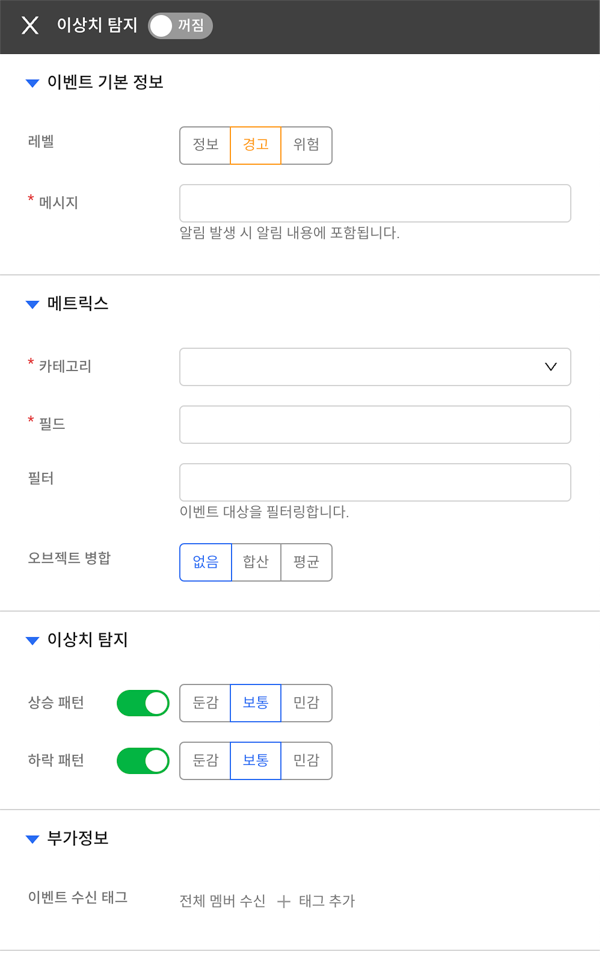 이상치 탐지 꺼짐
이벤트 기본 정보
레벨 정보 경고 위험
* 메시지
알림 발생 시 알림 내용에 포함됩니다.
메트릭스
* 카테고리
* 필드
필터
이벤트 대상을 필터링합니다.
오브젝트 병합 없음 합산 평균
이상치 탐지
상승 패턴 둔감 보통 민감
하락 패턴 둔감 보통 민감
부가정보
이벤트 수신 태그 전체 멤버 수신 + 태그 추가